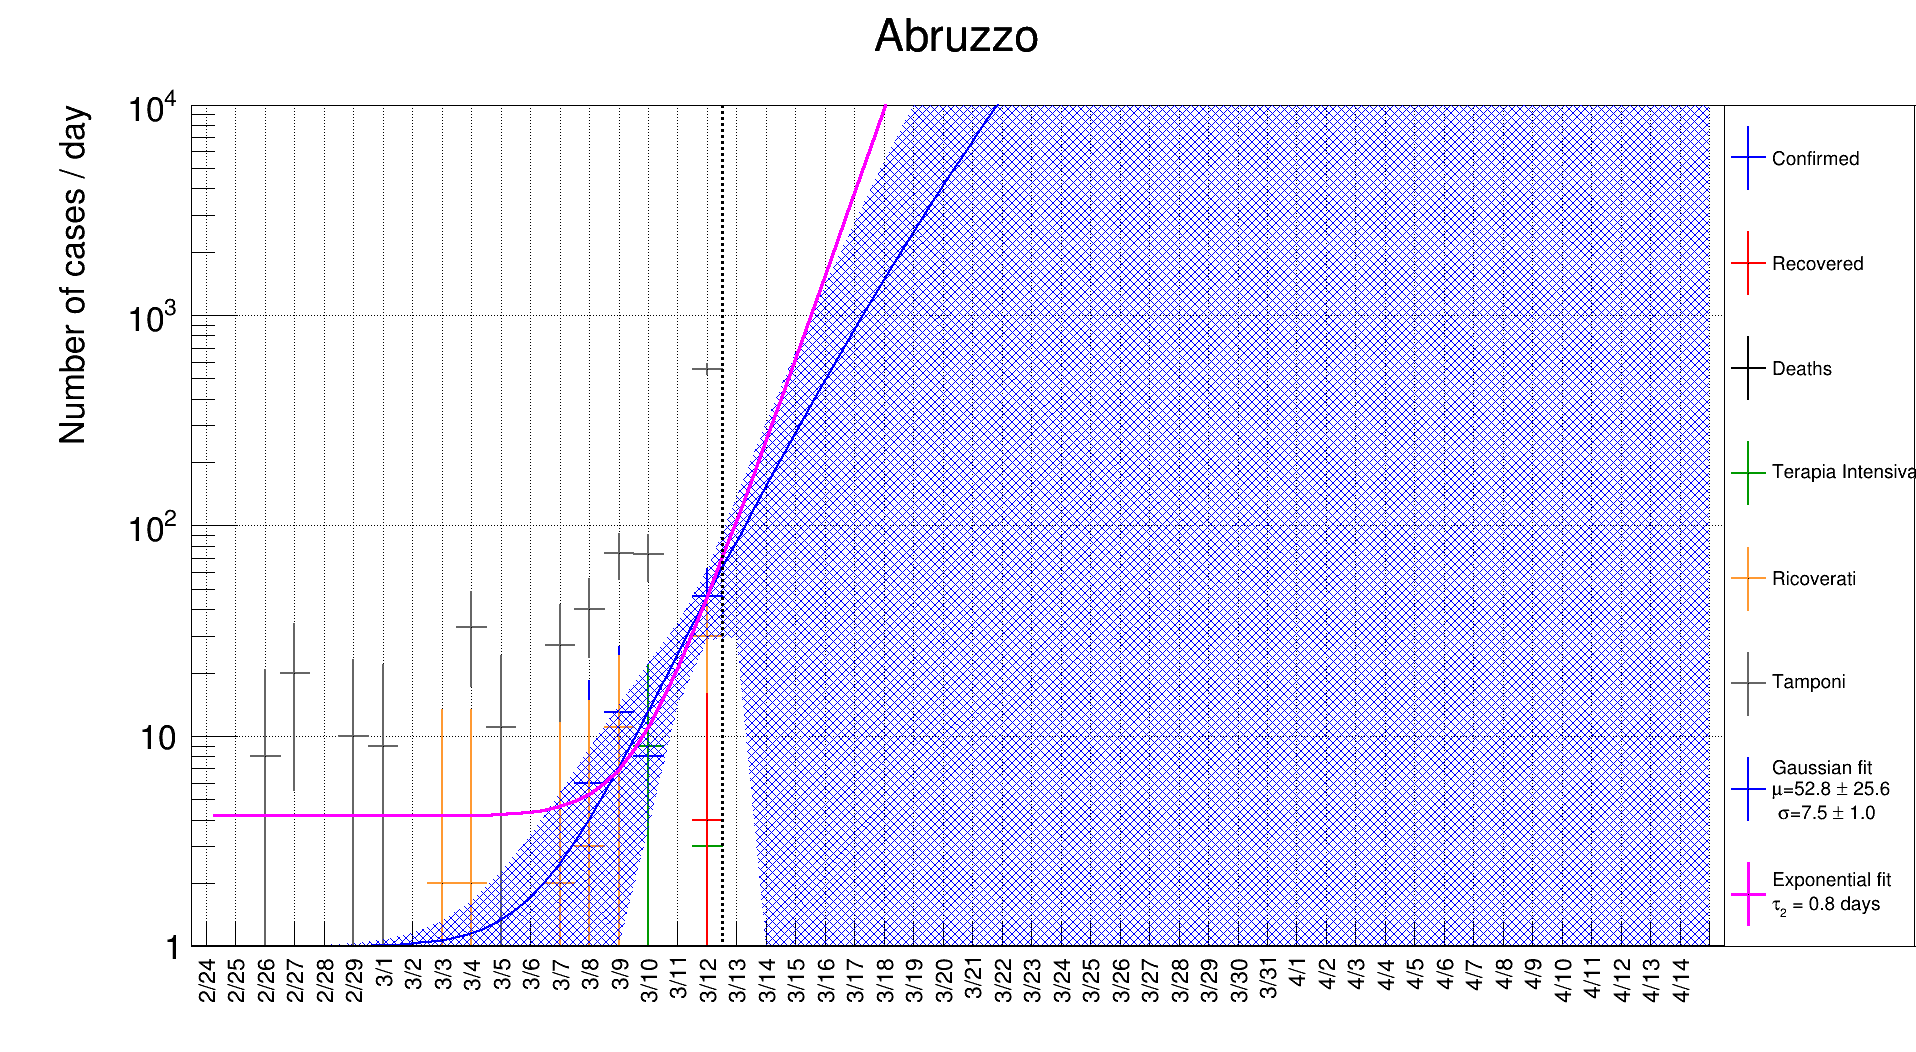 Abruzzo
Number of cases / day
10⁴
10³
10²
10
1
2/24 2/25 2/26 2/27 2/28 2/29 3/1 3/2 3/3 3/4 3/5 3/6 3/7 3/8 3/9 3/10 3/11 3/12 3/13 3/14 3/15 3/16 3/17 3/18 3/19 3/20 3/21 3/22 3/23 3/24 3/25 3/26 3/27 3/28 3/29 3/30 3/31 4/1 4/2 4/3 4/4 4/5 4/6 4/7 4/8 4/9 4/10 4/11 4/12 4/13 4/14
Confirmed
Recovered
Deaths
Terapia Intensiva
Ricoverati
Tamponi
Gaussian fit
μ=52.8 ± 25.6
σ=7.5 ± 1.0
Exponential fit
τ₂ = 0.8 days